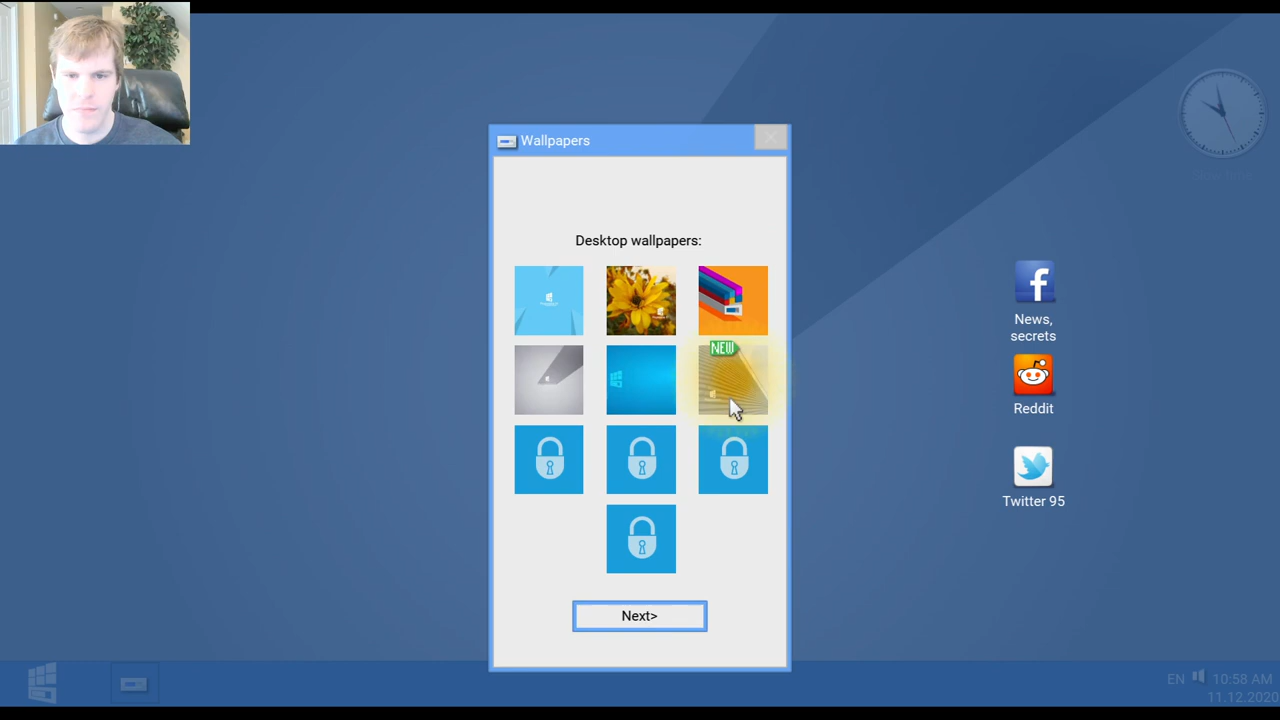 Wallpapers
Desktop wallpapers:
NEW
Next>
News,
secrets
Reddit
Twitter 95
EN
10:58 AM
11.12.2020